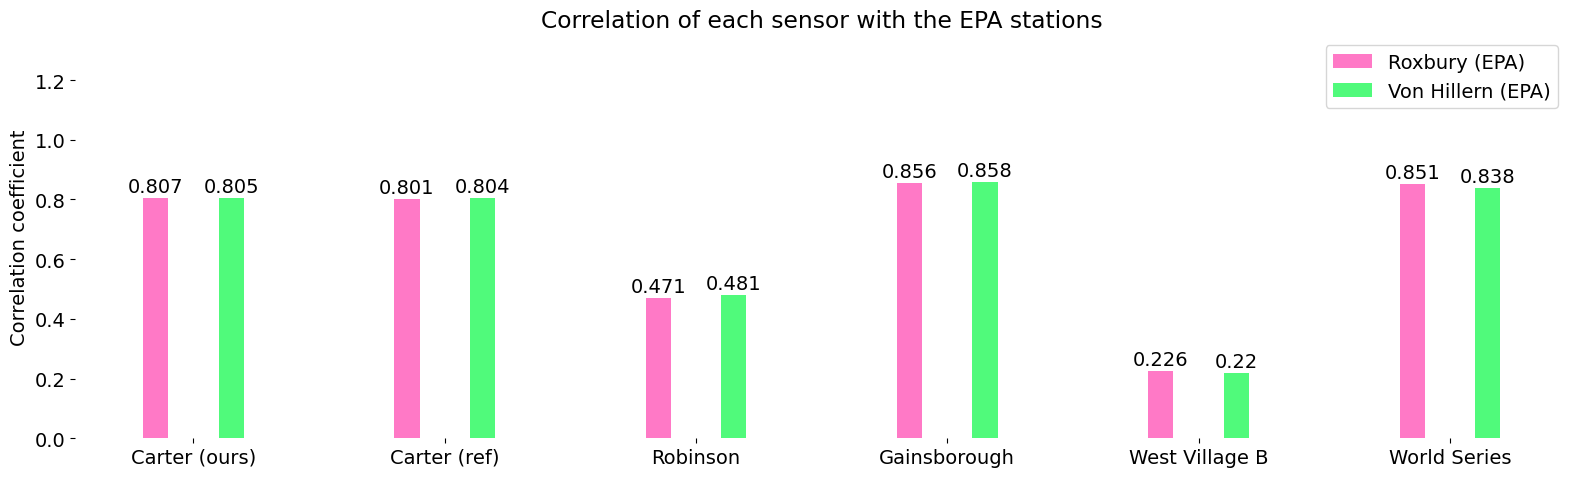 Correlation of each sensor with the EPA stations
Roxbury (EPA)
Von Hillern (EPA)
Correlation coefficient
1.2
1.0
0.8
0.6
0.4
0.2
0.0
0.807 0.805 0.801 0.804 0.471 0.481 0.856 0.858 0.226 0.22 0.851 0.838
Carter (ours) Carter (ref) Robinson Gainsborough West Village B World Series